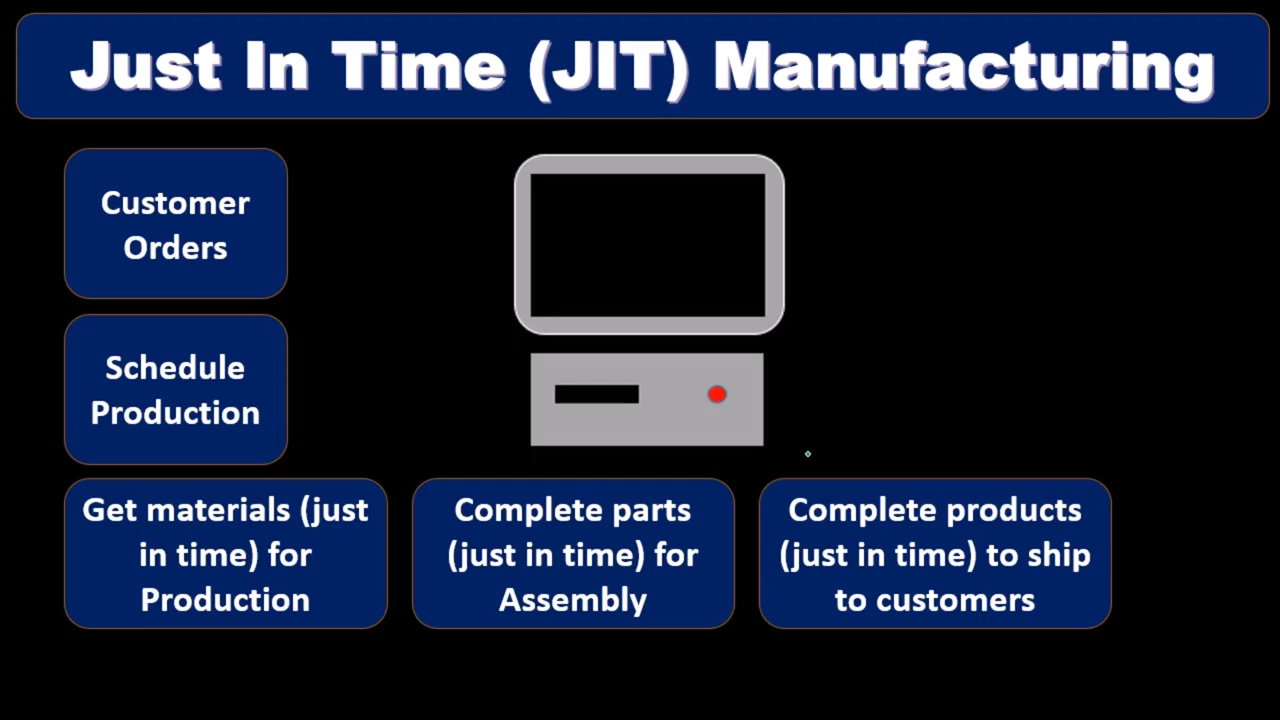 Just In Time (JIT) Manufacturing
Customer
Orders
Schedule
Production
Get materials (just
in time) for
Production
Complete parts
(just in time) for
Assembly
Complete products
(just in time) to ship
to customers